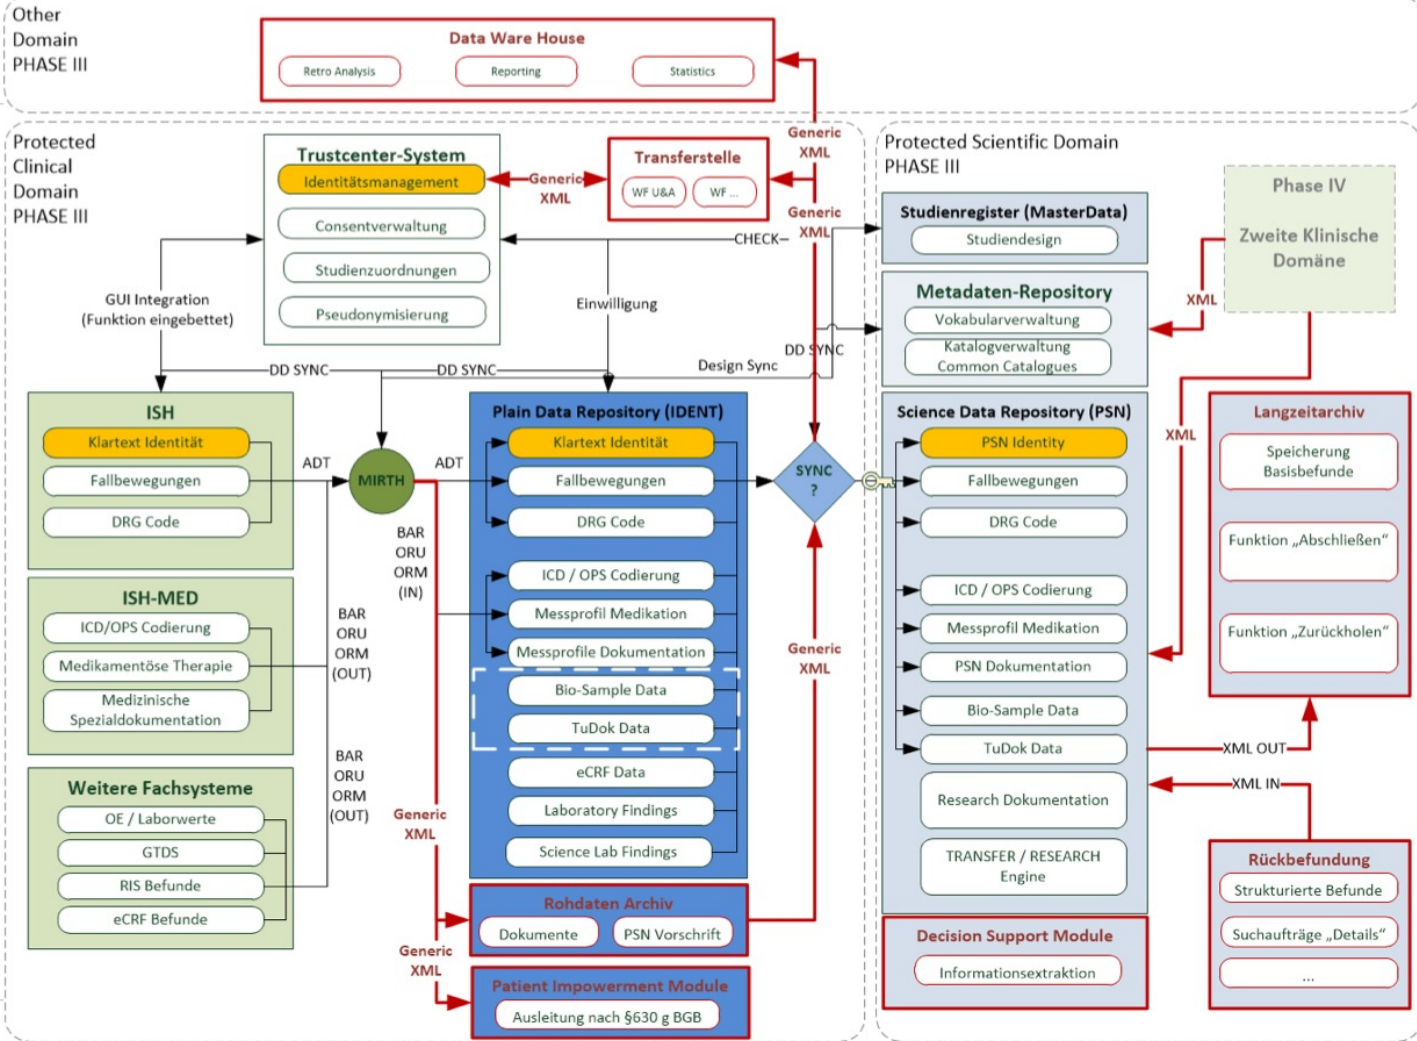 Other
Domain
PHASE III
Data Ware House
Retro Analysis
Reporting
Statistics
Generic
XML
Protected
Clinical
Domain
PHASE III
Trustcenter-System
Identitätsmanagement
Consentverwaltung
Studienzuordnungen
Pseudonymisierung
Generic
XML
Transferstelle
WF U&A
WF ...
Generic
XML
CHECK
GUI Integration
(Funktion eingebettet)
Einwilligung
DD SYNC
DD SYNC
Design Sync
DD SYNC
ISH
Klartext Identität
Fallbewegungen
DRG Code
ADT
MIRTH
ADT
BAR
ORU
ORM
(IN)
ISH-MED
ICD/OPS Codierung
Medikamentöse Therapie
Medizinische
Spezialdokumentation
BAR
ORU
ORM
(OUT)
Weitere Fachsysteme
OE / Laborwerte
GTDS
RIS Befunde
eCRF Befunde
BAR
ORU
ORM
(OUT)
Generic
XML
Generic
XML
Plain Data Repository (IDENT)
Klartext Identität
Fallbewegungen
DRG Code
ICD / OPS Codierung
Messprofil Medikation
Messprofile Dokumentation
Bio-Sample Data
TuDok Data
eCRF Data
Laboratory Findings
Science Lab Findings
Rohdaten Archiv
Dokumente
PSN Vorschrift
Patient Impowerment Module
Ausleitung nach §630 g BGB
SYNC
?
Generic
XML
Protected Scientific Domain
PHASE III
Studienregister (MasterData)
Studiendesign
Metadaten-Repository
Vokabularverwaltung
Katalogverwaltung
Common Catalogues
Science Data Repository (PSN)
PSN Identity
Fallbewegungen
DRG Code
ICD / OPS Codierung
Messprofil Medikation
PSN Dokumentation
Bio-Sample Data
TuDok Data
Research Dokumentation
TRANSFER / RESEARCH
Engine
Decision Support Module
Informationsextraktion
Phase IV
Zweite Klinische
Domäne
XML
XML
Langzeitarchiv
Speicherung
Basisbefunde
Funktion „Abschließen“
Funktion „Zurückholen“
XML OUT
XML IN
Rückbefundung
Strukturierte Befunde
Suchaufträge „Details“
...